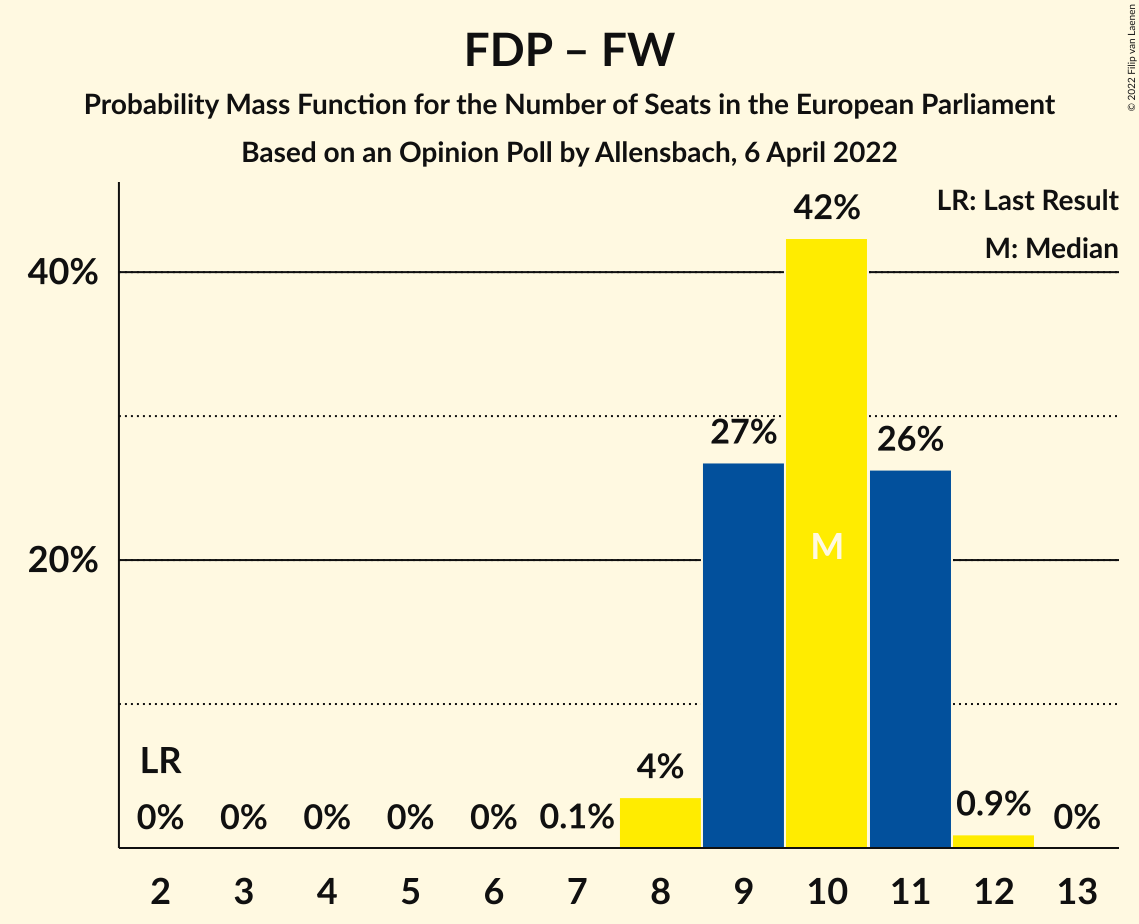 FDP – FW
Probability Mass Function for the Number of Seats in the European Parliament
Based on an Opinion Poll by Allensbach, 6 April 2022
© 2022 Filip van Laenen
LR: Last Result
M: Median
40%
20%
LR
0%
0%
0%
0%
0%
0.1%
4%
27%
42%
M
26%
0.9%
0%
2 3 4 5 6 7 8 9 10 11 12 13